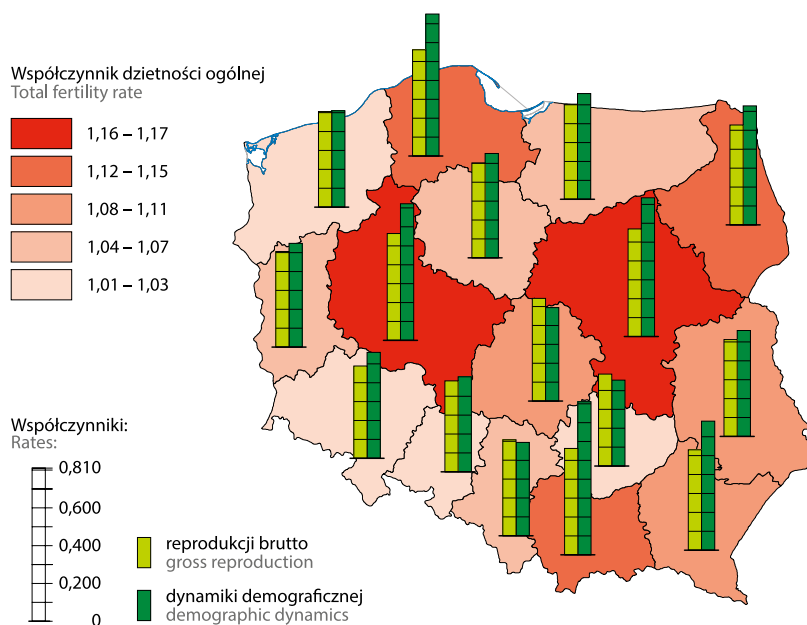 Współczynnik dzietności ogólnej
Total fertility rate
1,16 – 1,17
1,12 – 1,15
1,08 – 1,11
1,04 – 1,07
1,01 – 1,03
Współczynniki:
Rates:
0,810
0,600
0,400
0,200
0
reprodukcji brutto
gross reproduction
dynamiki demograficznej
demographic dynamics